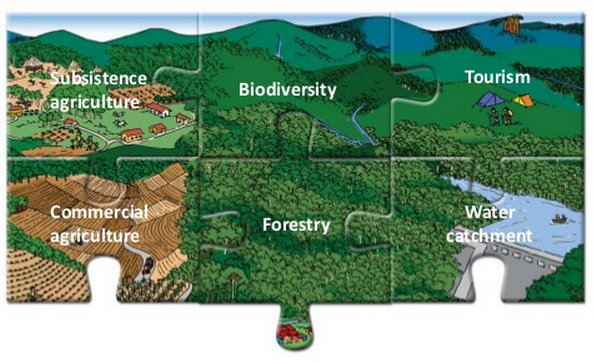 Subsistence
agriculture
Biodiversity
Tourism
Commercial
agriculture
Forestry
Water
catchment